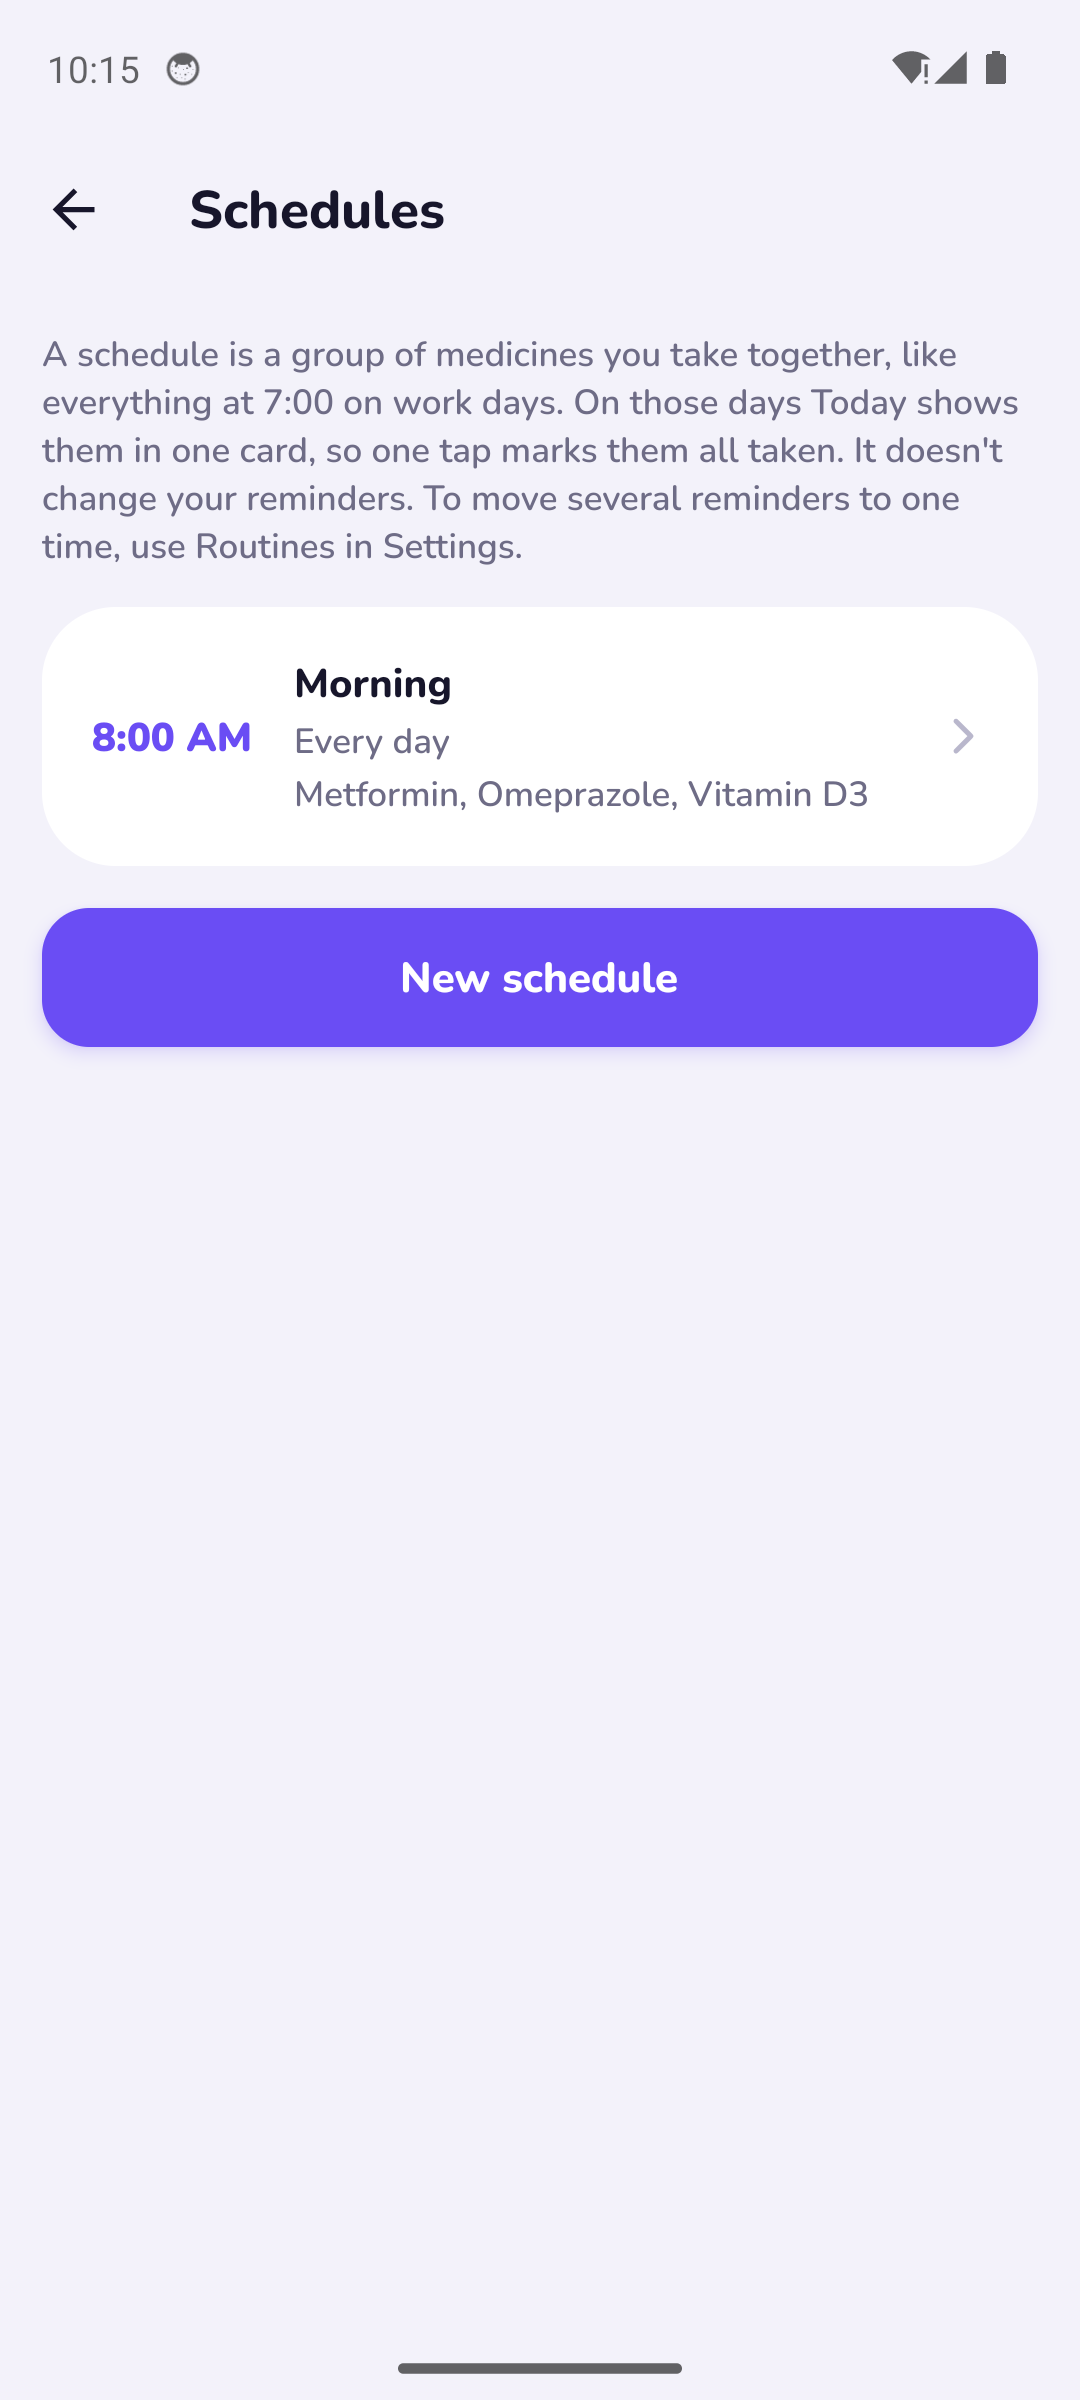 10:15
Schedules
A schedule is a group of medicines you take together, like
everything at 7:00 on work days. On those days Today shows
them in one card, so one tap marks them all taken. It doesn't
change your reminders. To move several reminders to one
time, use Routines in Settings.
Morning
8:00 AM
Every day
Metformin, Omeprazole, Vitamin D3
New schedule